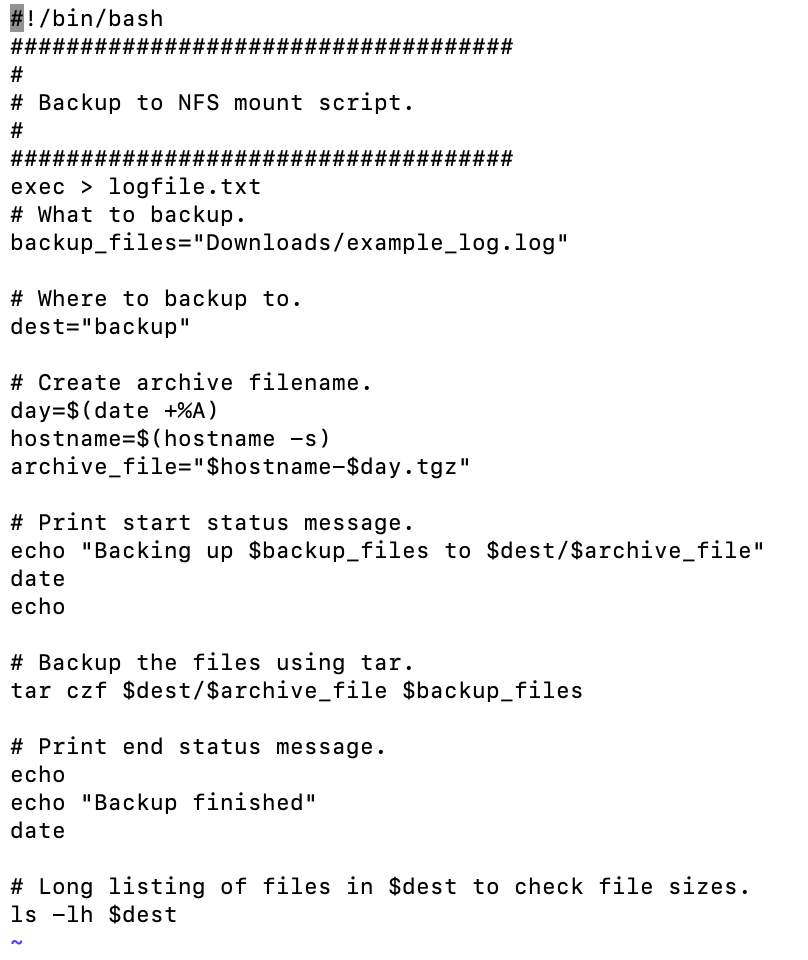 #!/bin/bash
####################################
#
# Backup to NFS mount script.
#
####################################
exec > logfile.txt
# What to backup.
backup_files="Downloads/example_log.log"
# Where to backup to.
dest="backup"
# Create archive filename.
day=$(date +%A)
hostname=$(hostname -s)
archive_file="$hostname-$day.tgz"
# Print start status message.
echo "Backing up $backup_files to $dest/$archive_file"
date
echo
# Backup the files using tar.
tar czf $dest/$archive_file $backup_files
# Print end status message.
echo
echo "Backup finished"
date
# Long listing of files in $dest to check file sizes.
ls -lh $dest
~